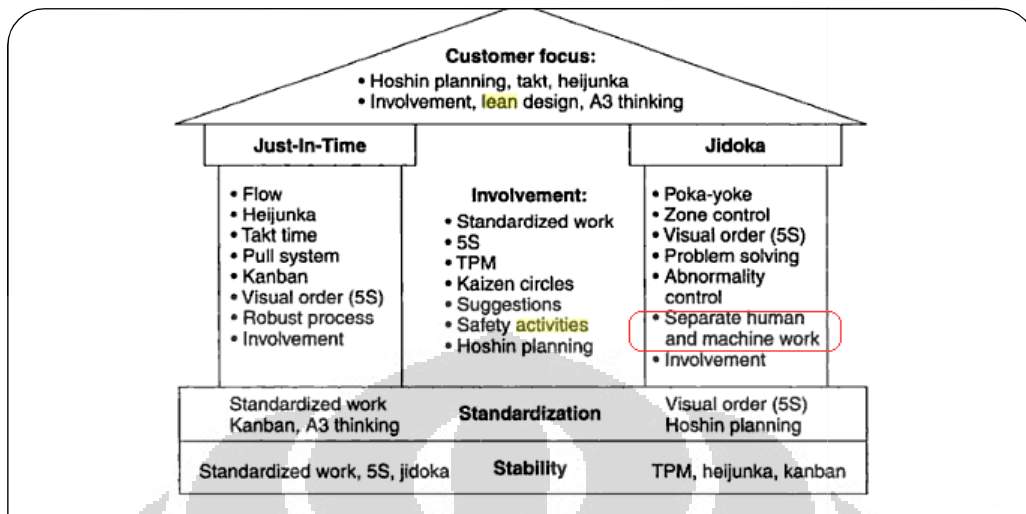 Customer focus:
• Hoshin planning, takt, heijunka
• Involvement, lean design, A3 thinking
Just-In-Time
• Flow
• Heijunka
• Takt time
• Pull system
• Kanban
• Visual order (5S)
• Robust process
• Involvement
Involvement:
• Standardized work
• 5S
• TPM
• Kaizen circles
• Suggestions
• Safety activities
• Hoshin planning
Jidoka
• Poka-yoke
• Zone control
• Visual order (5S)
• Problem solving
• Abnormality
control
• Separate human
and machine work
• Involvement
Standardized work
Kanban, A3 thinking
Standardization
Visual order (5S)
Hoshin planning
Standardized work, 5S, jidoka
Stability
TPM, heijunka, kanban